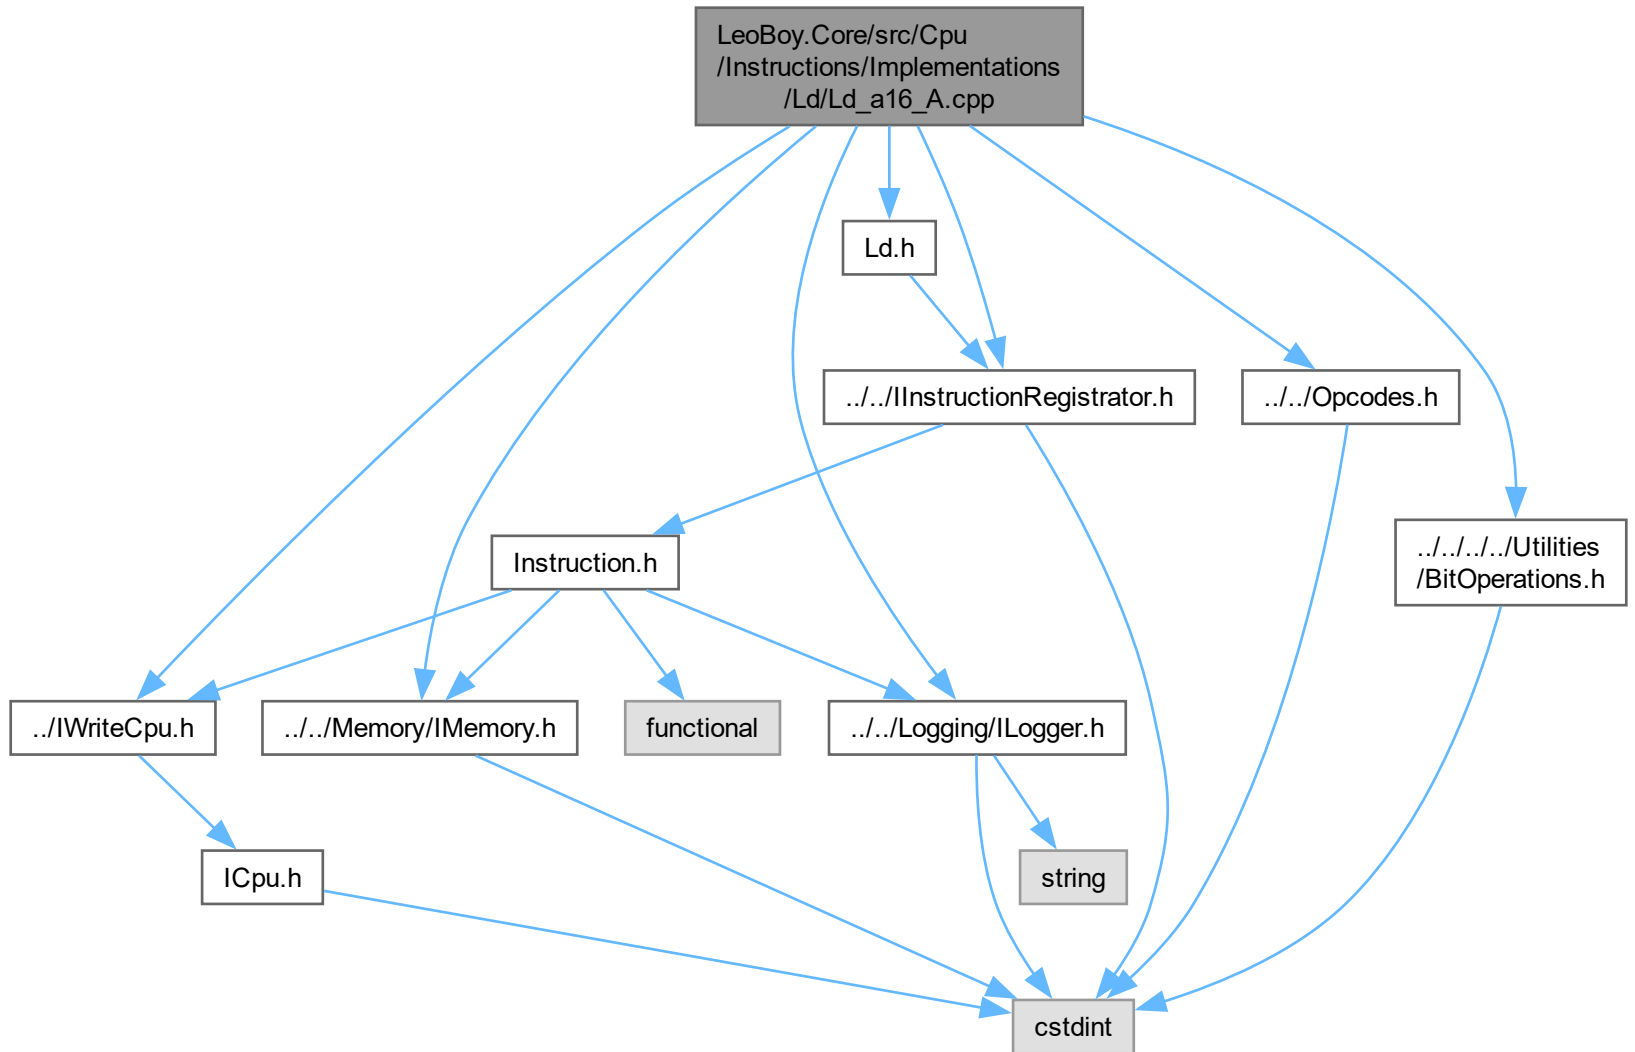 LeoBoy.Core/src/Cpu
/Instructions/Implementations
/Ld/Ld_a16_A.cpp
Ld.h
../../IInstructionRegistrator.h
../../Opcodes.h
Instruction.h
../../../../Utilities
/BitOperations.h
../IWriteCpu.h
../../Memory/IMemory.h
functional
../../Logging/ILogger.h
ICpu.h
string
cstdint